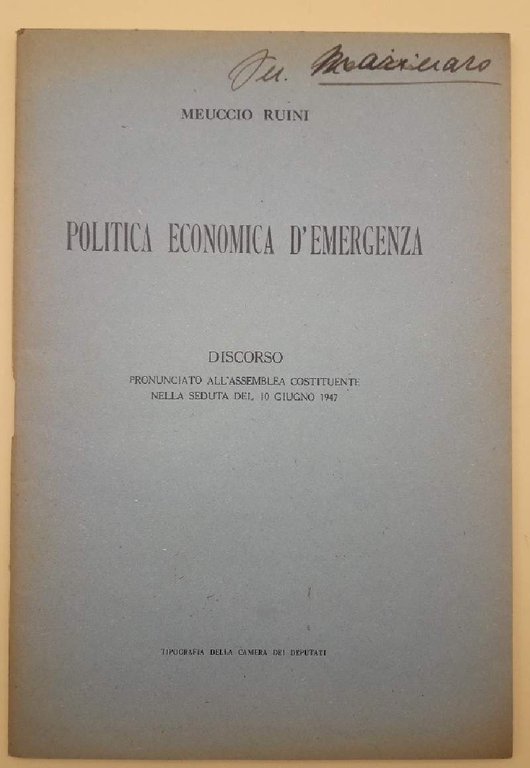 Marinaro
MEUCCIO RUINI
POLITICA ECONOMICA D'EMERGENZA
DISCORSO
PRONUNCIATO ALL'ASSEMBLEA COSTITUENTE
NELLA SEDUTA DEL 10 GIUGNO 1947
TIPOGRAFIA DELLA CAMERA DEI DEPUTATI